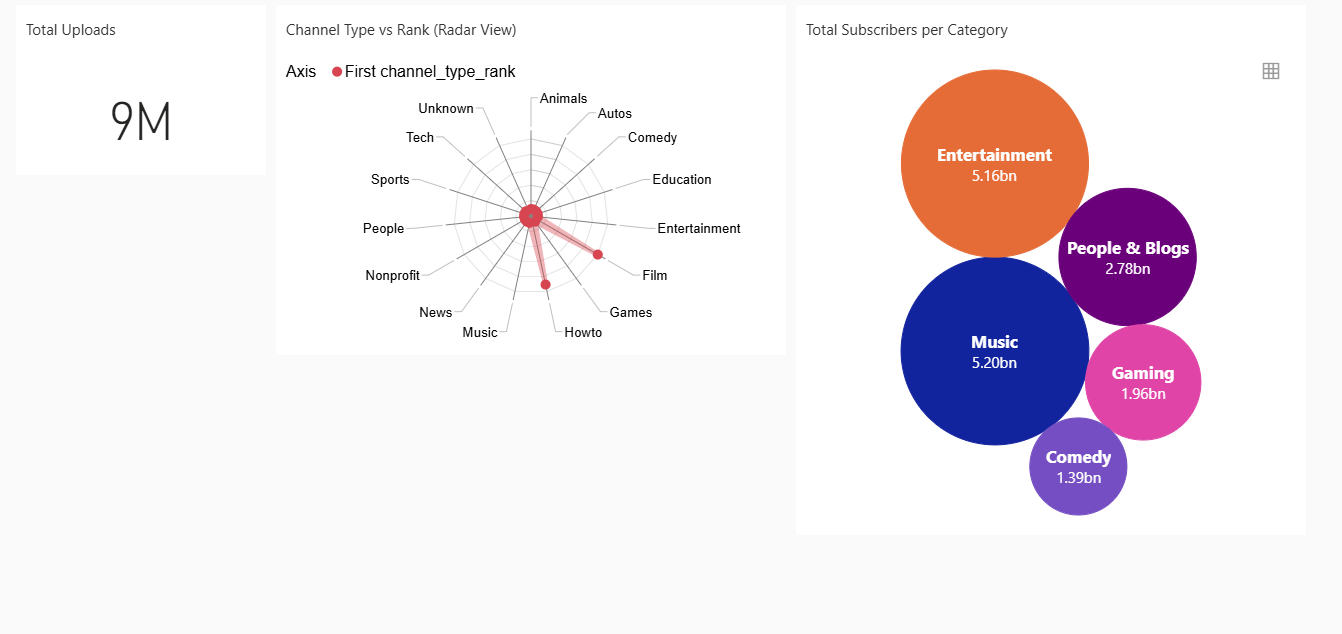 Total Uploads
9M
Channel Type vs Rank (Radar View)
Axis First channel_type_rank
Animals
Autos
Comedy
Education
Entertainment
Film
Games
Howto
Music
News
Nonprofit
People
Sports
Tech
Unknown
Total Subscribers per Category
Entertainment
5.16bn
People & Blogs
2.78bn
Music
5.20bn
Gaming
1.96bn
Comedy
1.39bn